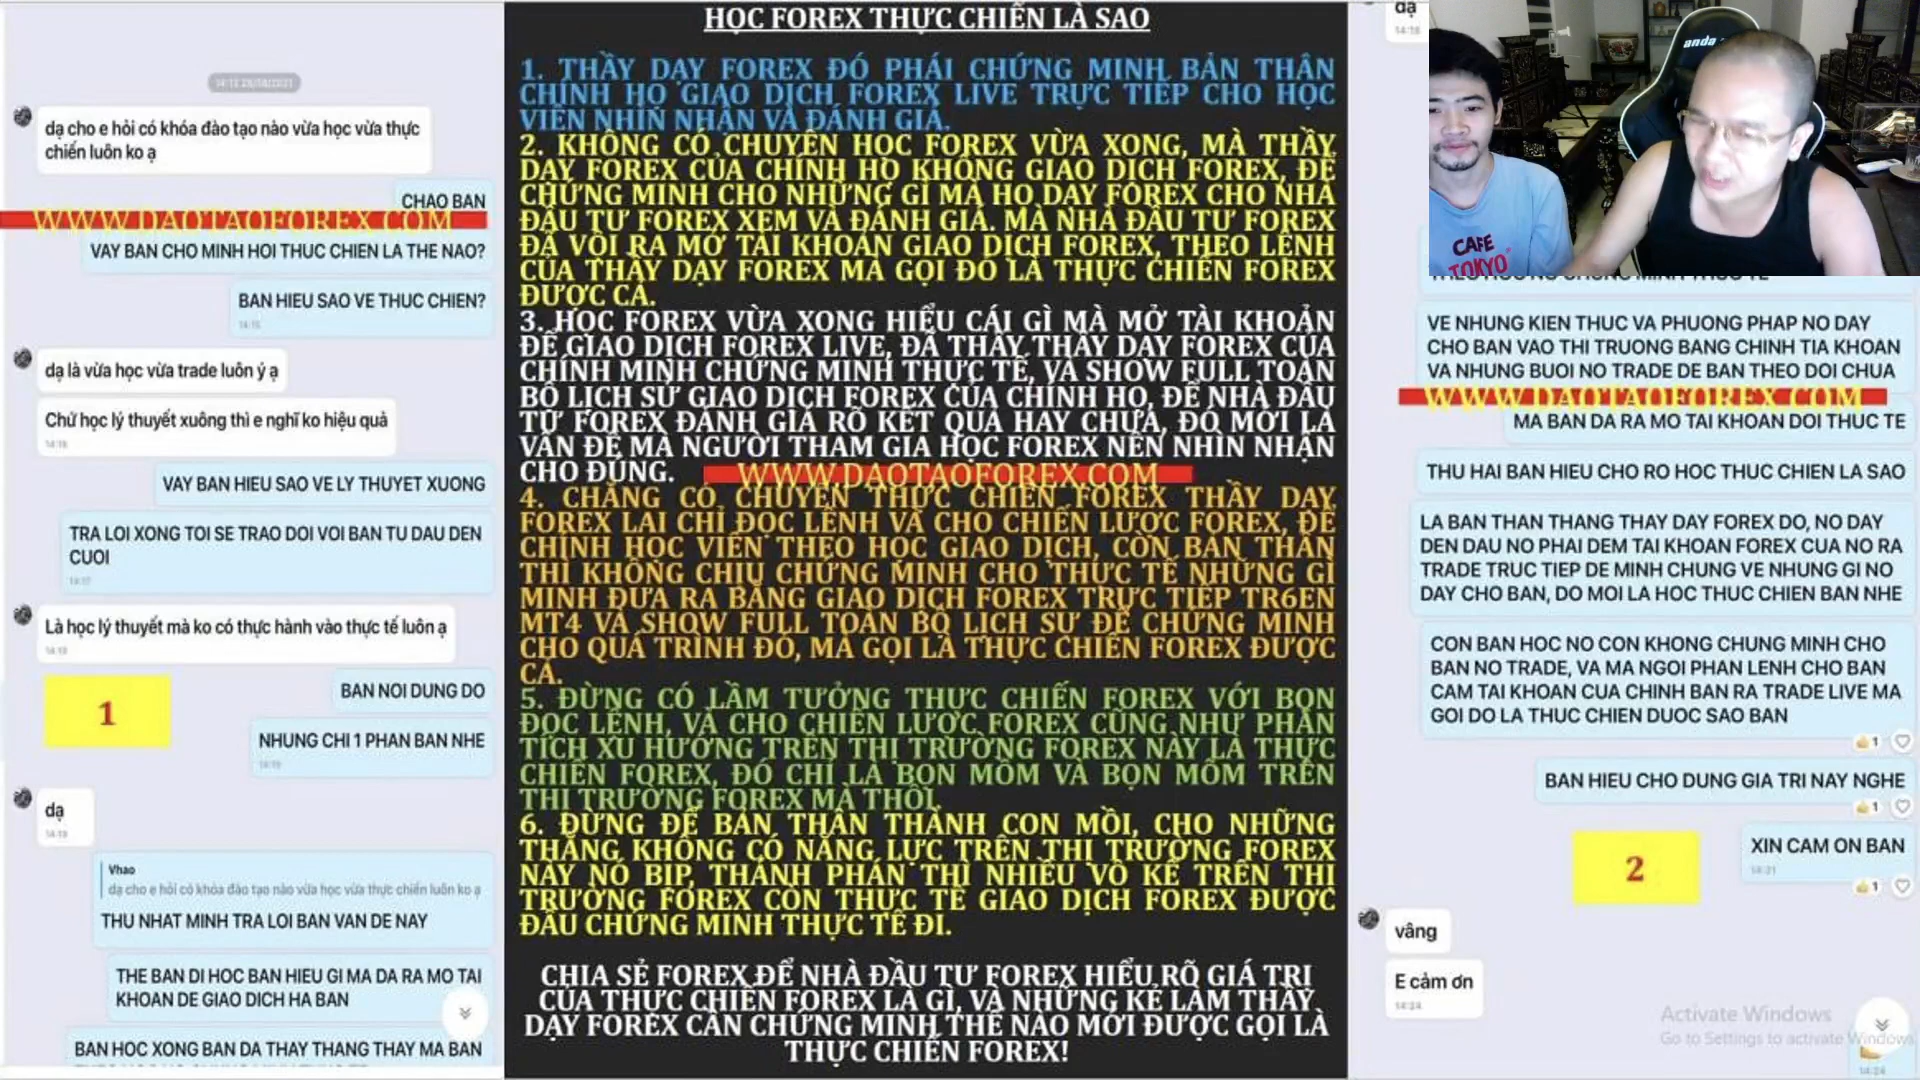 14:12 28/08/2021
dạ cho e hỏi có khóa đào tạo nào vừa học vừa thực
chiến luôn ko ạ
CHAO BAN
WWW.DAOTAOFOREX.COM
VAY BAN CHO MINH HOI THUC CHIEN LA THE NAO?
BAN HIEU SAO VE THUC CHIEN?
14:15
dạ là vừa học vừa trade luôn ý ạ
Chứ học lý thuyết xuông thì e nghĩ ko hiệu quả
14:16
VAY BAN HIEU SAO VE LY THUYET XUONG
TRA LOI XONG TOI SE TRAO DOI VOI BAN TU DAU DEN
CUOI
14:17
Là học lý thuyết mà ko có thực hành vào thực tế luôn ạ
14:18
1
BAN NOI DUNG DO
NHUNG CHI 1 PHAN BAN NHE
14:19
dạ
14:19
Vhao
dạ cho e hỏi có khóa đào tạo nào vừa học vừa thực chiến luôn ko ạ
THU NHAT MINH TRA LOI BAN VAN DE NAY
THE BAN DI HOC BAN HIEU GI MA DA RA MO TAI
KHOAN DE GIAO DICH HA BAN
BAN HOC XONG BAN DA THAY THANG THAY MA BAN
HỌC FOREX THỰC CHIẾN LÀ SAO
1. THẦY DẠY FOREX ĐÓ PHẢI CHỨNG MINH BẢN THÂN
CHÍNH HỌ GIAO DỊCH FOREX LIVE TRỰC TIẾP CHO HỌC
VIÊN NHÌN NHẬN VÀ ĐÁNH GIÁ.
2. KHÔNG CÓ CHUYỆN HỌC FOREX VỪA XONG, MÀ THẦY
DẠY FOREX CỦA CHÍNH HỌ KHÔNG GIAO DỊCH FOREX, ĐỂ
CHỨNG MINH CHO NHỮNG GÌ MÀ HỌ DẠY FOREX CHO NHÀ
ĐẦU TƯ FOREX XEM VÀ ĐÁNH GIÁ. MÀ NHÀ ĐẦU TƯ FOREX
ĐÃ VỘI RA MỞ TÀI KHOẢN GIAO DỊCH FOREX, THEO LỆNH
CỦA THẦY DẠY FOREX MÀ GỌI ĐÓ LÀ THỰC CHIẾN FOREX
ĐƯỢC CẢ.
3. HỌC FOREX VỪA XONG HIỂU CÁI GÌ MÀ MỞ TÀI KHOẢN
ĐỂ GIAO DỊCH FOREX LIVE, ĐÃ THẤY THẦY DẠY FOREX CỦA
CHÍNH MÌNH CHỨNG MINH THỰC TẾ, VÀ SHOW FULL TOÀN
BỘ LỊCH SỬ GIAO DỊCH FOREX CỦA CHÍNH HỌ, ĐỂ NHÀ ĐẦU
TƯ FOREX ĐÁNH GIÁ RÕ KẾT QUẢ HAY CHƯA, ĐÓ MỚI LÀ
VẤN ĐỀ MÀ NGƯỜI THAM GIA HỌC FOREX NÊN NHÌN NHẬN
CHO ĐÚNG.
WWW.DAOTAOFOREX.COM
4. CHẲNG CÓ CHUYỆN THỰC CHIẾN FOREX THẦY DẠY
FOREX LẠI CHỈ ĐỌC LỆNH VÀ CHO CHIẾN LƯỢC FOREX, ĐỂ
CHÍNH HỌC VIÊN THEO HỌC GIAO DỊCH, CÒN BẢN THÂN
THÌ KHÔNG CHỊU CHỨNG MINH CHO THỰC TẾ NHỮNG GÌ
MÌNH ĐƯA RA BẰNG GIAO DỊCH FOREX TRỰC TIẾP TR6EN
MT4 VÀ SHOW FULL TOÀN BỘ LỊCH SỬ ĐỂ CHỨNG MINH
CHO QUÁ TRÌNH ĐÓ, MÀ GỌI LÀ THỰC CHIẾN FOREX ĐƯỢC
CẢ.
5. ĐỪNG CÓ LẦM TƯỞNG THỰC CHIẾN FOREX VỚI BỌN
ĐỌC LỆNH, VÀ CHO CHIẾN LƯỢC FOREX CŨNG NHƯ PHÂN
TÍCH XU HƯỚNG TRÊN THỊ TRƯỜNG FOREX NÀY LÀ THỰC
CHIẾN FOREX, ĐÓ CHỈ LÀ BỌN MỒM VÀ BỌN MÕM TRÊN
THỊ TRƯỜNG FOREX MÀ THÔI.
6. ĐỪNG ĐỂ BẢN THÂN THÀNH CON MỒI, CHO NHỮNG
THẰNG KHÔNG CÓ NĂNG LỰC TRÊN THỊ TRƯỜNG FOREX
NÀY NÓ BỊP, THÁNH PHÁN THÌ NHIỀU VÔ KỂ TRÊN THỊ
TRƯỜNG FOREX CÒN THỰC TẾ GIAO DỊCH FOREX ĐƯỢC
ĐÂU CHỨNG MINH THỰC TẾ ĐI.
CHIA SẺ FOREX ĐỂ NHÀ ĐẦU TƯ FOREX HIỂU RÕ GIÁ TRỊ
CỦA THỰC CHIẾN FOREX LÀ GÌ, VÀ NHỮNG KẺ LÀM THẦY
DẠY FOREX CẦN CHỨNG MINH THẾ NÀO MỚI ĐƯỢC GỌI LÀ
THỰC CHIẾN FOREX!
dạ
14:19
anda
CAFE
TOKYO
VE NHUNG KIEN THUC VA PHUONG PHAP NO DAY
CHO BAN VAO THI TRUONG BANG CHINH TIA KHOAN
VA NHUNG BUOI NO TRADE DE BAN THEO DOI CHUA
WWW.DAOTAOFOREX.COM
MA BAN DA RA MO TAI KHOAN DOI THUC TE
THU HAI BAN HIEU CHO RO HOC THUC CHIEN LA SAO
LA BAN THAN THANG THAY DAY FOREX DO, NO DAY
DEN DAU NO PHAI DEM TAI KHOAN FOREX CUA NO RA
TRADE TRUC TIEP DE MINH CHUNG VE NHUNG GI NO
DAY CHO BAN, DO MOI LA HOC THUC CHIEN BAN NHE
CON BAN HOC NO CON KHONG CHUNG MINH CHO
BAN NO TRADE, VA MA NGOI PHAN LENH CHO BAN
CAM TAI KHOAN CUA CHINH BAN RA TRADE LIVE MA
GOI DO LA THUC CHIEN DUOC SAO BAN
1
BAN HIEU CHO DUNG GIA TRI NAY NGHE
1
2
XIN CAM ON BAN
14:21
1
vâng
E cảm ơn
14:24
Activate Windows
Go to Settings to activate Windows.
14:24